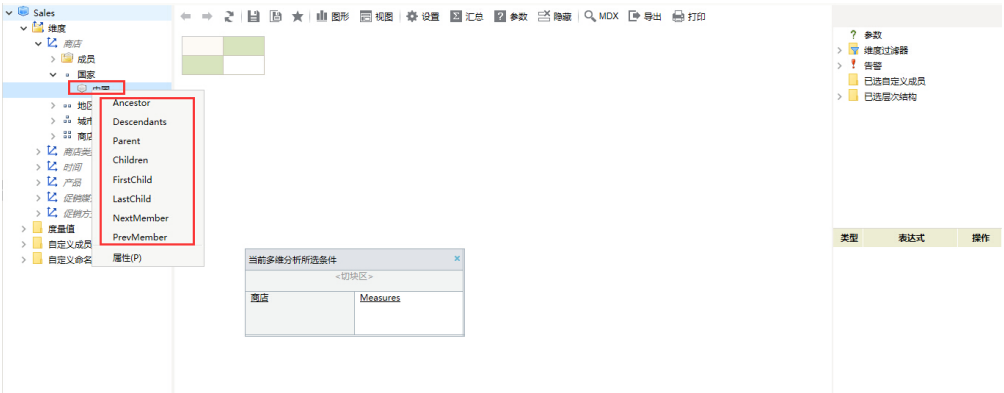 Sales
维度
商店
成员
国家
地区
城市
商店
商店类
时间
产品
促销媒
促销方
度量值
自定义成员
自定义命名
Ancestor
Descendants
Parent
Children
FirstChild
LastChild
NextMember
PrevMember
属性(P)
图形 视图 设置 汇总 参数 隐藏 MDX 导出 打印
当前多维分析所选条件 ×
<切块区>
商店 Measures
? 参数
维度过滤器
! 告警
已选自定义成员
已选层次结构
类型 表达式 操作